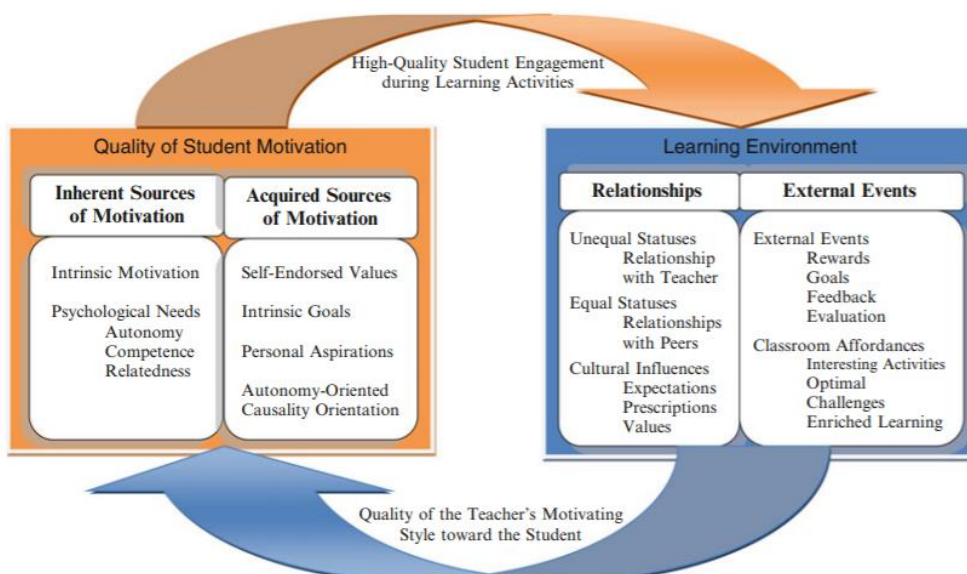 High-Quality Student Engagement
during Learning Activities
Quality of Student Motivation
Inherent Sources
of Motivation
Acquired Sources
of Motivation
Intrinsic Motivation
Psychological Needs
Autonomy
Competence
Relatedness
Self-Endorsed Values
Intrinsic Goals
Personal Aspirations
Autonomy-Oriented
Causality Orientation
Learning Environment
Relationships
External Events
Unequal Statuses
Relationship
with Teacher
Equal Statuses
Relationships
with Peers
Cultural Influences
Expectations
Prescriptions
Values
External Events
Rewards
Goals
Feedback
Evaluation
Classroom Affordances
Interesting Activities
Optimal
Challenges
Enriched Learning
Quality of the Teacher's Motivating
Style toward the Student